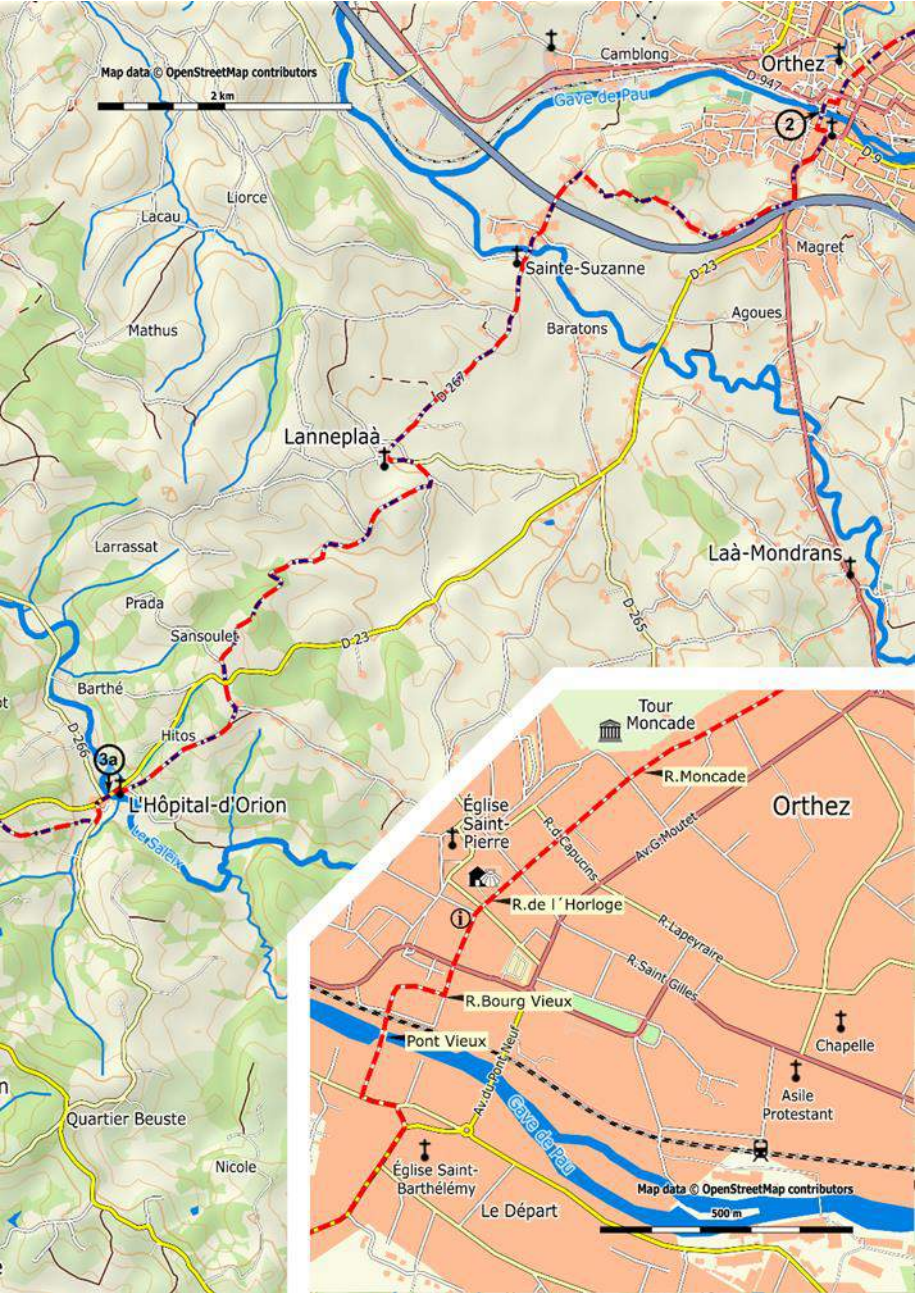 Map data © OpenStreetMap contributors
2 km
Camblong
Orthez
D 947
Gave de Pau
2
D 9
Liorce
Lacau
Sainte-Suzanne
Magret
D 23
Agoues
Mathus
Baratons
D 267
Lanneplaà
Larrassat
Laà-Mondrans
Prada
Sansoulet
D 23
D 265
Barthé
D 266
Hitos
3a
L'Hôpital-d'Orion
Le Saleix
Quartier Beuste
Nicole
Tour
Moncade
R.Moncade
Orthez
Église
Saint-
Pierre
R.d.Capucins
Av.G.Moutet
R.de l´Horloge
i
R.Lapeyraire
R.Saint Gilles
R.Bourg Vieux
Pont Vieux
Av.du Pont Neuf
Chapelle
Asile
Protestant
Gave de Pau
Église Saint-
Barthélémy
Le Départ
Map data © OpenStreetMap contributors
500 m